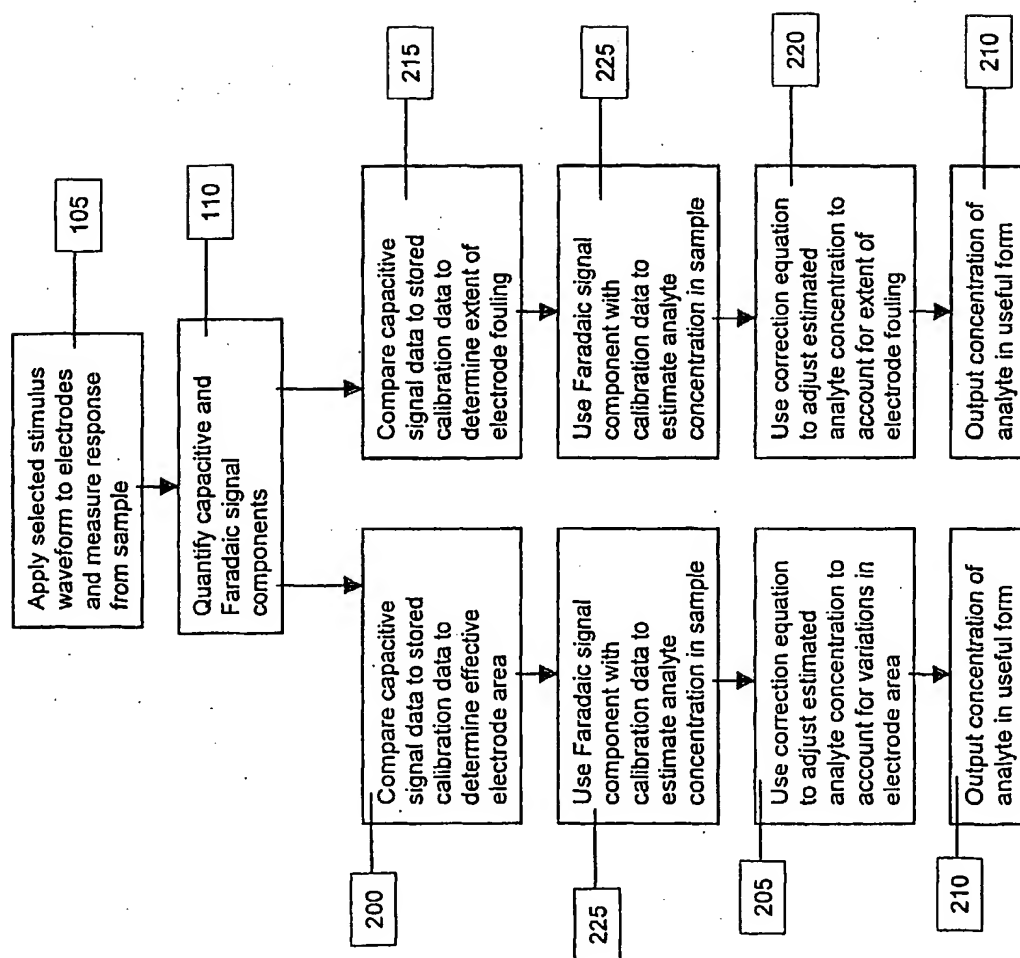 Apply selected stimulus
waveform to electrodes
and measure response
from sample
105
Quantify capacitive and
Faradaic signal
components
110
Compare capacitive
signal data to stored
calibration data to
determine effective
electrode area
200
Use Faradaic signal
component with
calibration data to
estimate analyte
concentration in sample
225
Use correction equation
to adjust estimated
analyte concentration to
account for variations in
electrode area
205
Output concentration of
analyte in useful form
210
Compare capacitive
signal data to stored
calibration data to
determine extent of
electrode fouling
215
Use Faradaic signal
component with
calibration data to
estimate analyte
concentration in sample
225
Use correction equation
to adjust estimated
analyte concentration to
account for extent of
electrode fouling
220
Output concentration of
analyte in useful form
210